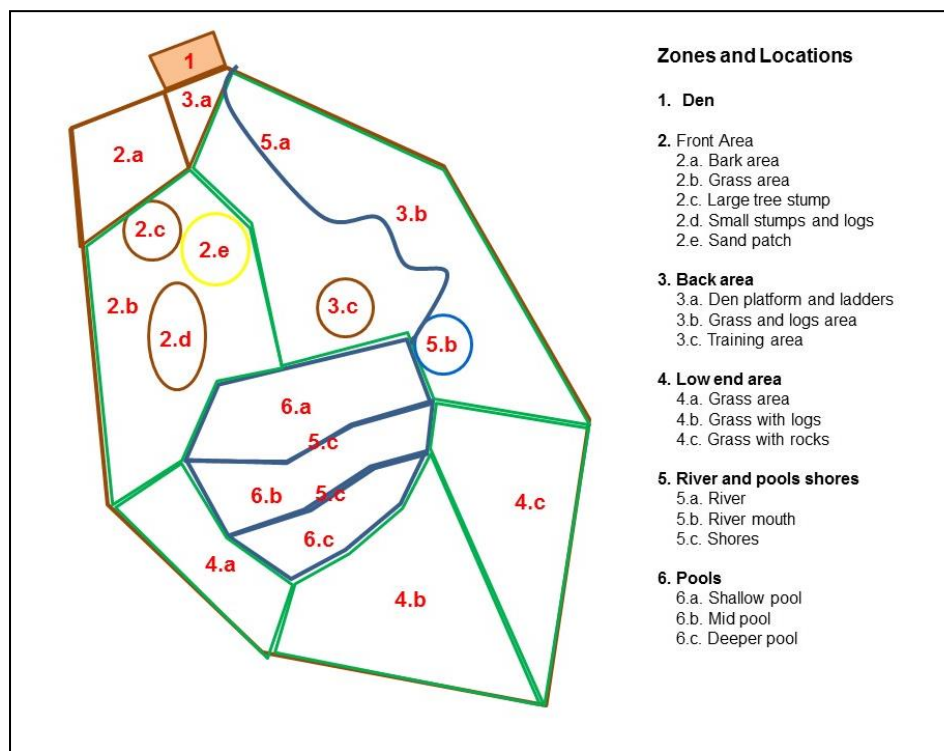 Zones and Locations
1. Den
2. Front Area
2.a. Bark area
2.b. Grass area
2.c. Large tree stump
2.d. Small stumps and logs
2.e. Sand patch
3. Back area
3.a. Den platform and ladders
3.b. Grass and logs area
3.c. Training area
4. Low end area
4.a. Grass area
4.b. Grass with logs
4.c. Grass with rocks
5. River and pools shores
5.a. River
5.b. River mouth
5.c. Shores
6. Pools
6.a. Shallow pool
6.b. Mid pool
6.c. Deeper pool
1
3.a
5.a
2.a
3.b
2.c
2.e
2.b
3.c
2.d
5.b
6.a
5.c
6.b
5.c
4.c
6.c
4.a
4.b